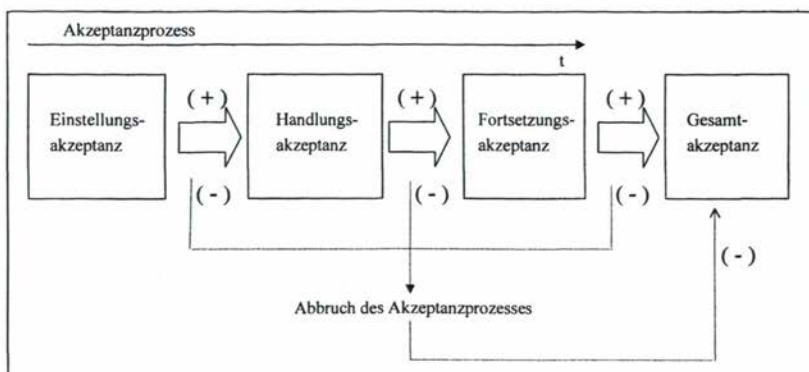 Akzeptanzprozess
t
(+) (+) (+)
Einstellungs-
akzeptanz
Handlungs-
akzeptanz
Fortsetzungs-
akzeptanz
Gesamt-
akzeptanz
(-) (-) (-)
(-)
Abbruch des Akzeptanzprozesses